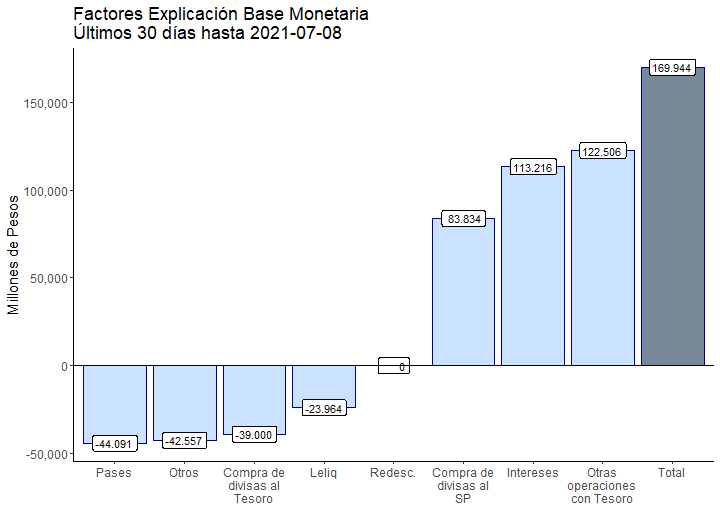 Factores Explicación Base Monetaria
Últimos 30 días hasta 2021-07-08
Millones de Pesos
150,000
100,000
50,000
0
-50,000
-44.091
-42.557
-39.000
-23.964
0
83.834
113.216
122.506
169.944
Pases
Otros
Compra de
divisas al
Tesoro
Leliq
Redesc.
Compra de
divisas al
SP
Intereses
Otras
operaciones
con Tesoro
Total